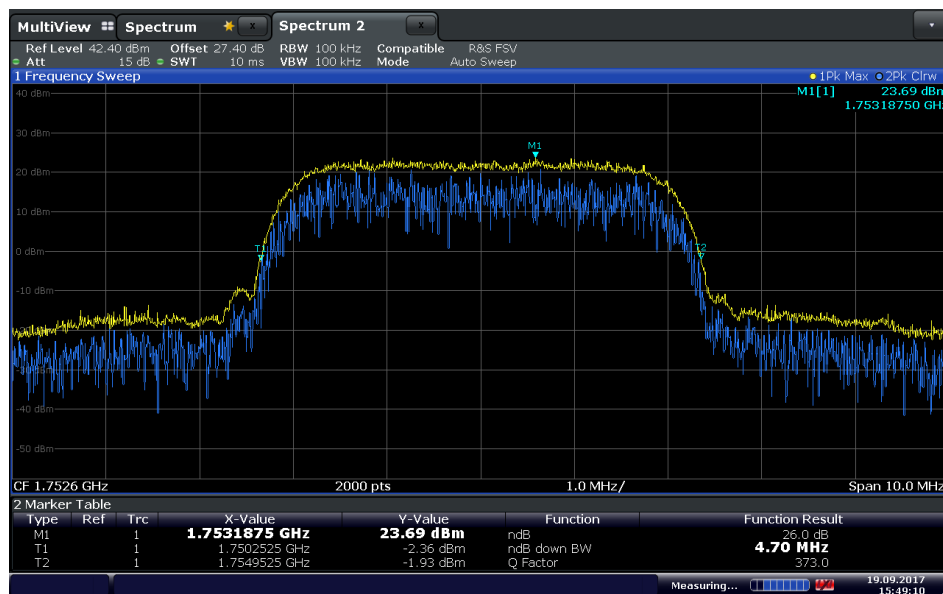 MultiView Spectrum x Spectrum 2 x
Ref Level 42.40 dBm Offset 27.40 dB RBW 100 kHz Compatible R&S FSV
Att 15 dB SWT 10 ms VBW 100 kHz Mode Auto Sweep
1 Frequency Sweep 1Pk Max 2Pk Clrw
40 dBm
M1[1] 23.69 dBm
1.75318750 GH
30 dBm
M1
20 dBm
10 dBm
T1
T2
0 dBm
-10 dBm
-20 dBm
-30 dBm
-40 dBm
-50 dBm
CF 1.7526 GHz 2000 pts 1.0 MHz/ Span 10.0 MHz
2 Marker Table
Type Ref Trc X-Value Y-Value Function Function Result
M1 1 1.7531875 GHz 23.69 dBm ndB 26.0 dB
T1 1 1.7502525 GHz -2.36 dBm ndB down BW 4.70 MHz
T2 1 1.7549525 GHz -1.93 dBm Q Factor 373.0
Measuring... 19.09.2017
15:49:10